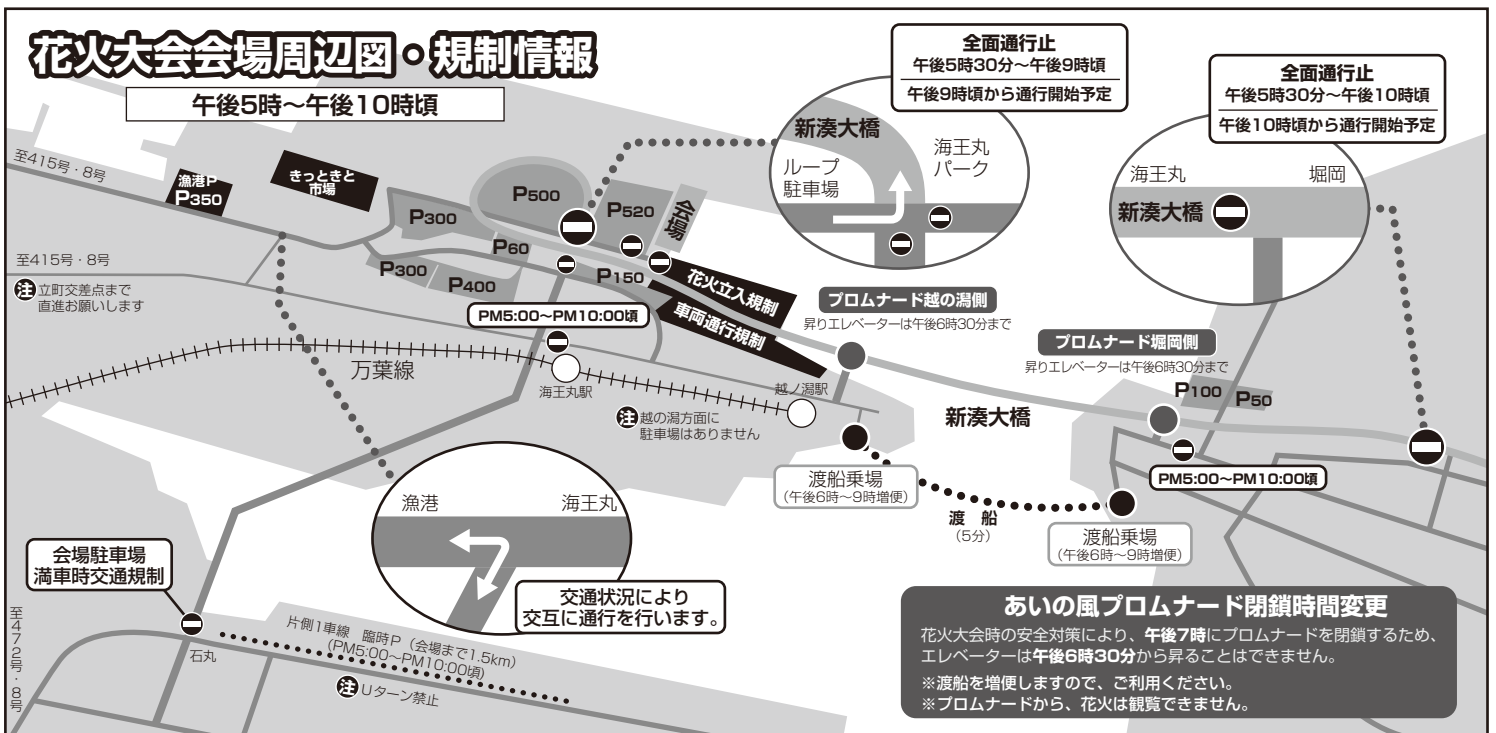 花火大会会場周辺図・規制情報
午後5時～午後10時頃
全面通行止
午後5時30分～午後9時頃
午後9時頃から通行開始予定
全面通行止
午後5時30分～午後10時頃
午後10時頃から通行開始予定
新湊大橋
ループ
駐車場
海王丸
パーク
海王丸
堀岡
新湊大橋
至415号・8号
漁港P
P350
きっときと
市場
P300
P500
P520
会場
P60
P300
P400
P150
花火立入規制
車両通行規制
至415号・8号
注 立町交差点まで
直進お願いします
PM5:00～PM10:00頃
プロムナード越の潟側
昇りエレベーターは午後6時30分まで
プロムナード堀岡側
昇りエレベーターは午後6時30分まで
P100
P50
万葉線
海王丸駅
越ノ潟駅
注 越の潟方面に
駐車場はありません
新湊大橋
PM5:00～PM10:00頃
渡船乗場
(午後6時～9時増便)
渡 船
(5分)
渡船乗場
(午後6時～9時増便)
漁港
海王丸
交通状況により
交互に通行を行います。
会場駐車場
満車時交通規制
至472号・8号
石丸
片側1車線 臨時P(会場まで1.5km)
(PM5:00～PM10:00頃)
注 Uターン禁止
あいの風プロムナード閉鎖時間変更
花火大会時の安全対策により、午後7時にプロムナードを閉鎖するため、
エレベーターは午後6時30分から昇ることはできません。
※渡船を増便しますので、ご利用ください。
※プロムナードから、花火は観覧できません。